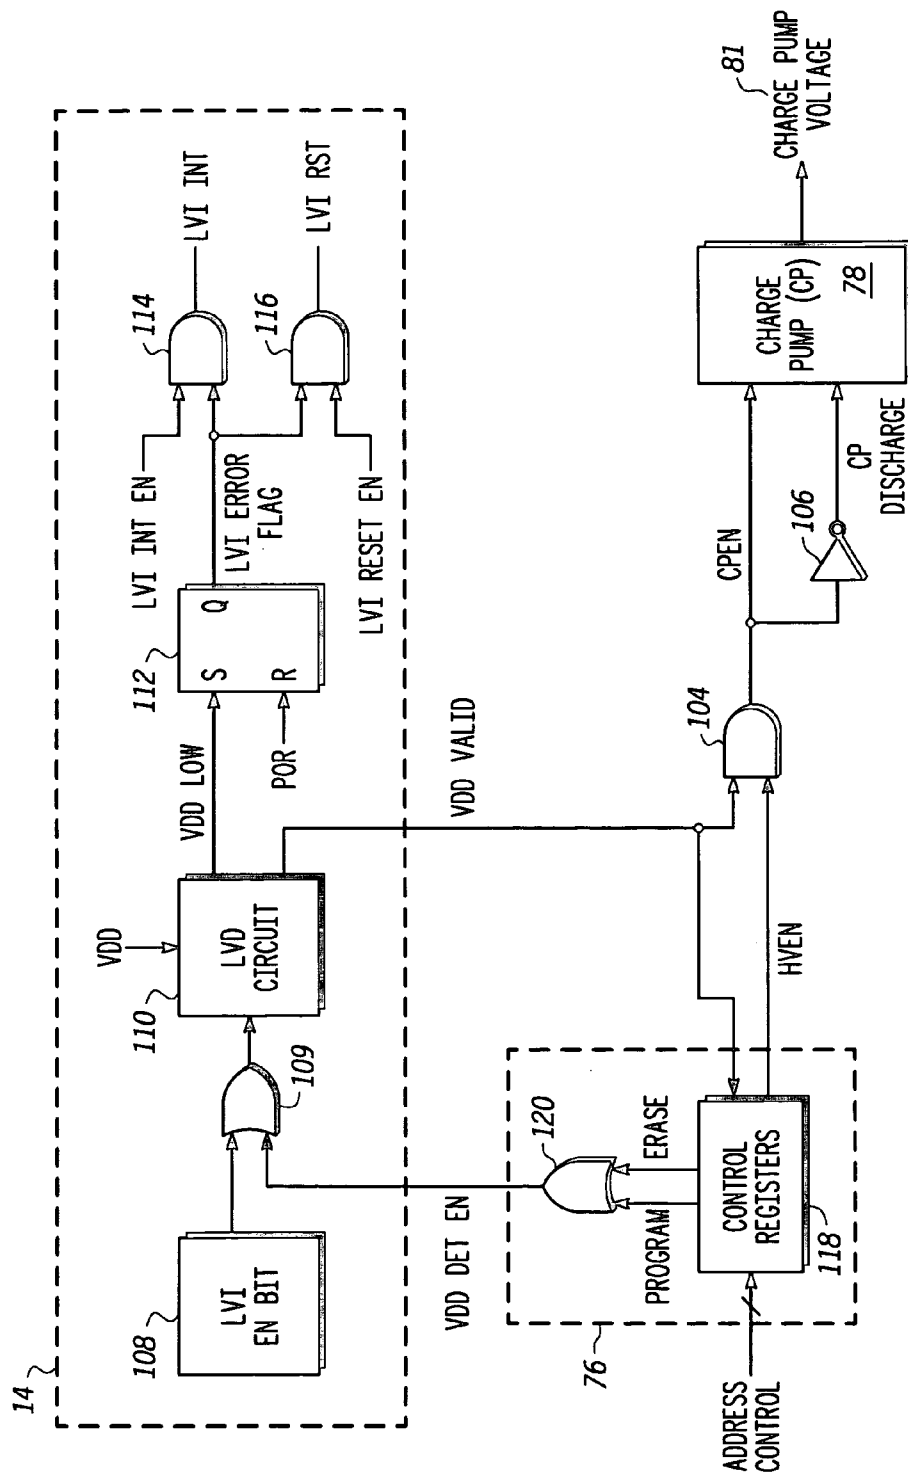 14
108
LVI
EN BIT
109
VDD
110
LVD
CIRCUIT
VDD LOW
POR
112
S
Q
R
LVI ERROR
FLAG
LVI INT EN
LVI RESET EN
114
LVI INT
116
LVI RST
VDD DET EN
VDD VALID
76
120
PROGRAM
ERASE
CONTROL
REGISTERS
118
ADDRESS
CONTROL
HVEN
104
CPEN
106
CP
DISCHARGE
CHARGE
PUMP (CP)
78
81
CHARGE PUMP
VOLTAGE